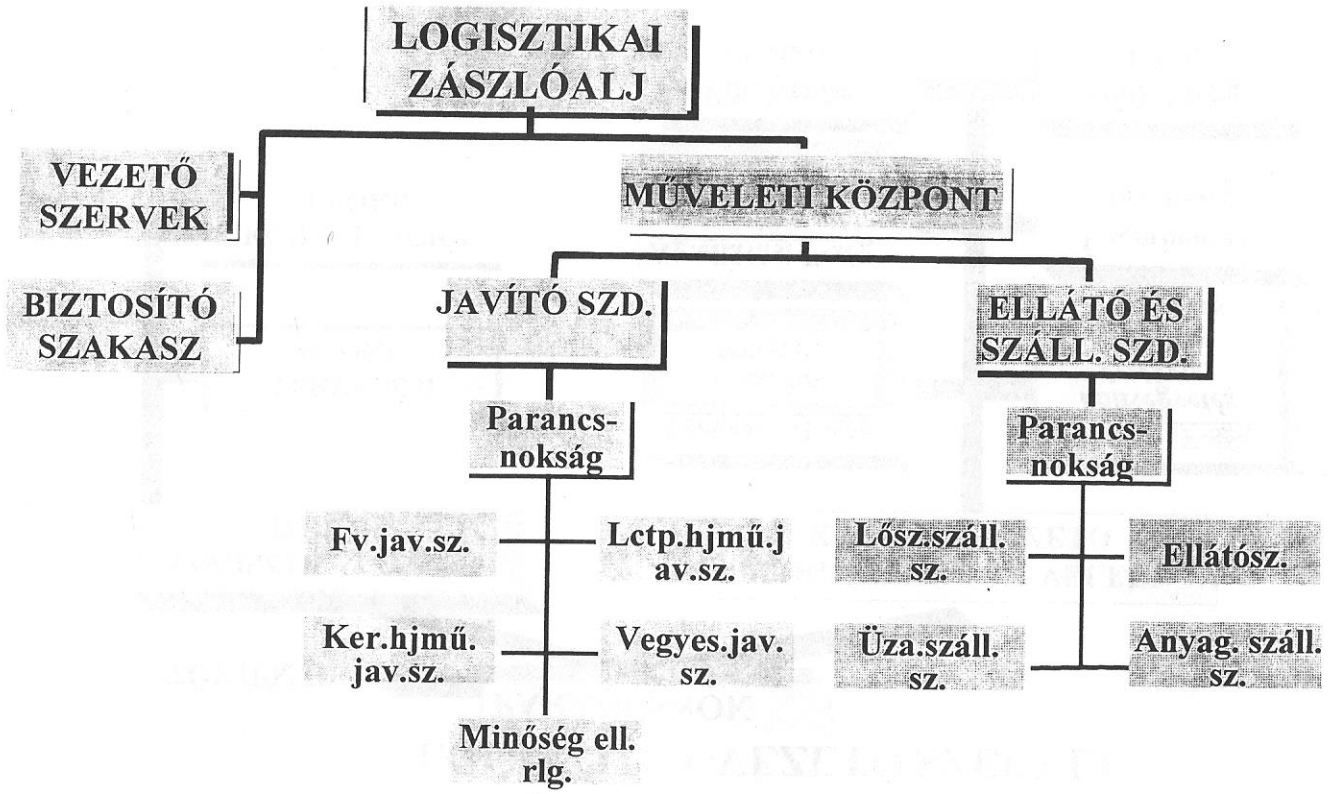 LOGISZTIKAI
ZÁSZLÓALJ
VEZETŐ
SZERVEK
MŰVELETI KÖZPONT
BIZTOSÍTÓ
SZAKASZ
JAVÍTÓ SZD.
ELLÁTÓ ÉS
SZÁLL. SZD.
Parancs-
nokság
Parancs-
nokság
Fv.jav.sz.
Lctp.hjmű.j
av.sz.
Lősz.száll.
sz.
Ellátósz.
Ker.hjmű.
jav.sz.
Vegyes.jav.
sz.
Üza.száll.
sz.
Anyag. száll.
sz.
Minőség ell.
rlg.